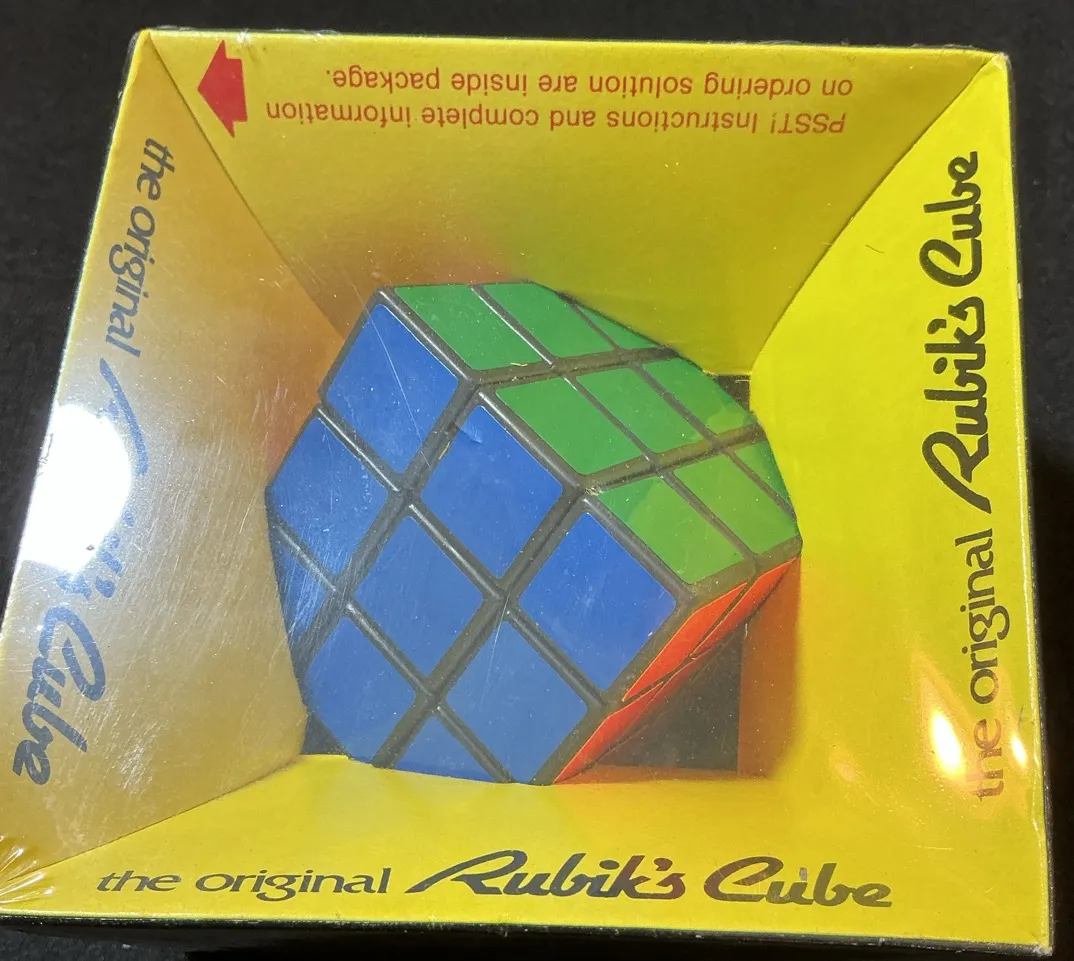 PSST! Instructions and complete information
on ordering solution are inside package.
the original Rubik's Cube
the original Rubik's Cube
the original Rubik's Cube